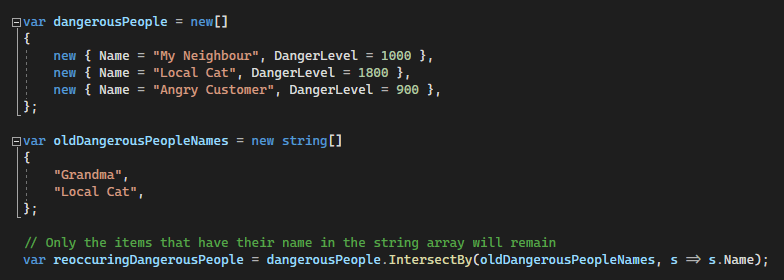 var dangerousPeople = new[]
{
    new { Name = "My Neighbour", DangerLevel = 1000 },
    new { Name = "Local Cat", DangerLevel = 1800 },
    new { Name = "Angry Customer", DangerLevel = 900 },
};
var oldDangerousPeopleNames = new string[]
{
    "Grandma",
    "Local Cat",
};
// Only the items that have their name in the string array will remain
var reoccuringDangerousPeople = dangerousPeople.IntersectBy(oldDangerousPeopleNames, s => s.Name);